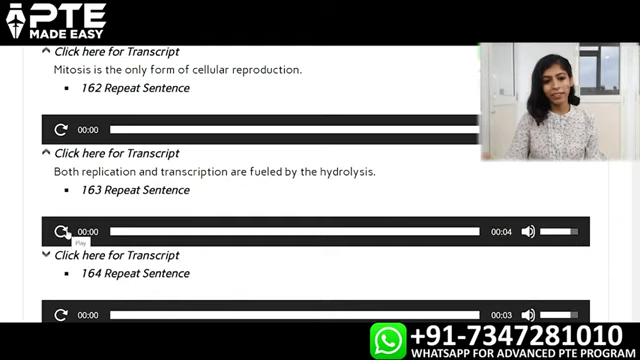 PTE
MADE EASY
Click here for Transcript
Mitosis is the only form of cellular reproduction.
162 Repeat Sentence
00:00
Click here for Transcript
Both replication and transcription are fueled by the hydrolysis.
163 Repeat Sentence
00:00 00:04
Play
Click here for Transcript
164 Repeat Sentence
00:00 00:03
+91-7347281010
WHATSAPP FOR ADVANCED PTE PROGRAM